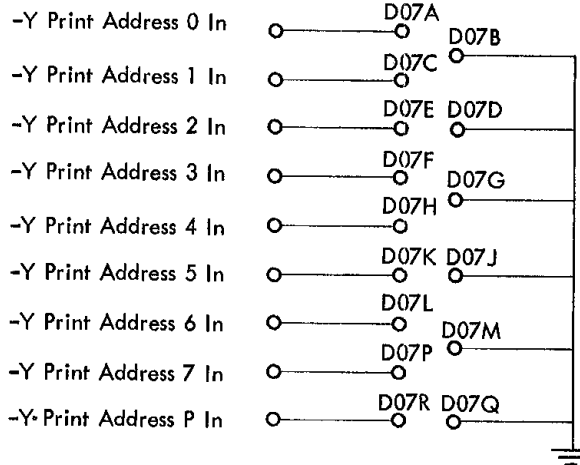 -Y Print Address 0 In D07A
D07B
-Y Print Address 1 In D07C
-Y Print Address 2 In D07E D07D
-Y Print Address 3 In D07F
D07G
-Y Print Address 4 In D07H
-Y Print Address 5 In D07K D07J
-Y Print Address 6 In D07L
D07M
-Y Print Address 7 In D07P
-Y Print Address P In D07R D07Q